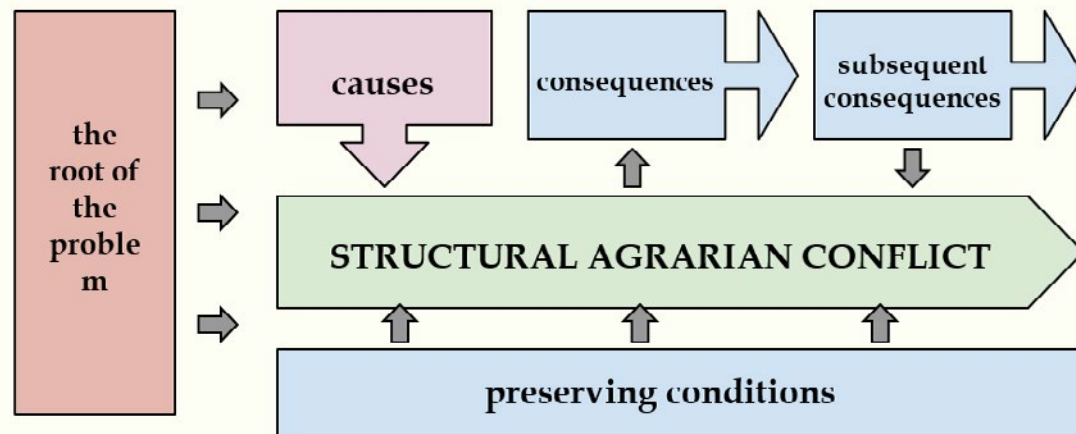 the
root of
the
proble
m
causes
consequences
subsequent
consequences
STRUCTURAL AGRARIAN CONFLICT
preserving conditions